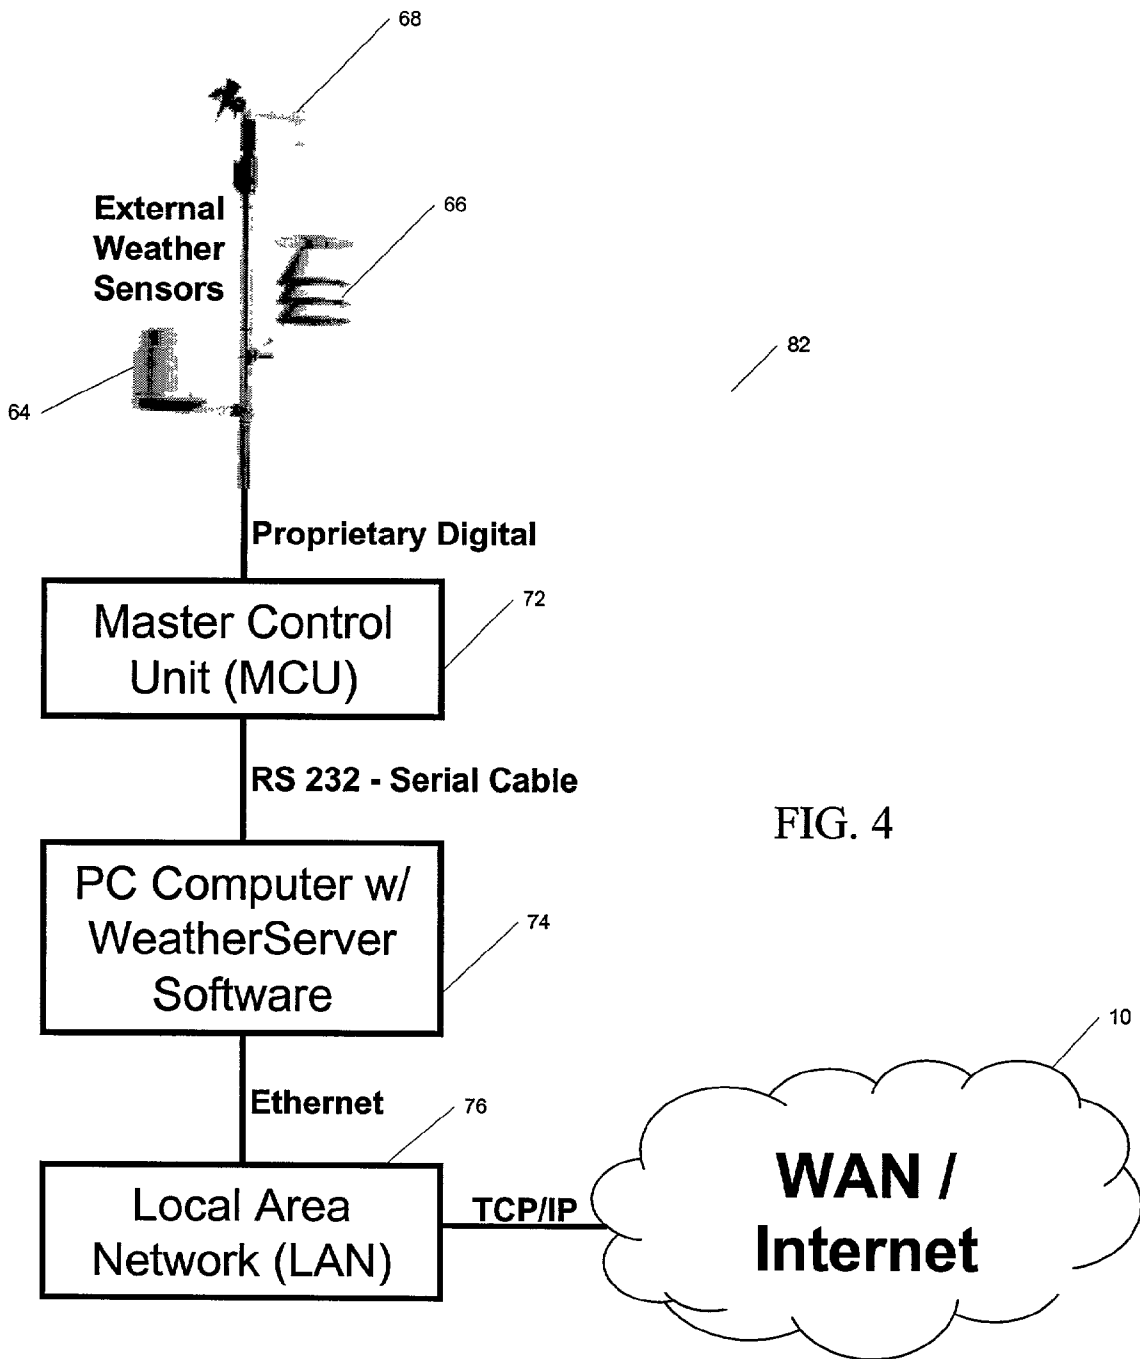 68
External
Weather
Sensors
66
82
64
Proprietary Digital
Master Control
Unit (MCU)
72
RS 232 - Serial Cable
FIG. 4
PC Computer w/
WeatherServer
Software
74
10
Ethernet
76
Local Area
Network (LAN)
TCP/IP
WAN /
Internet